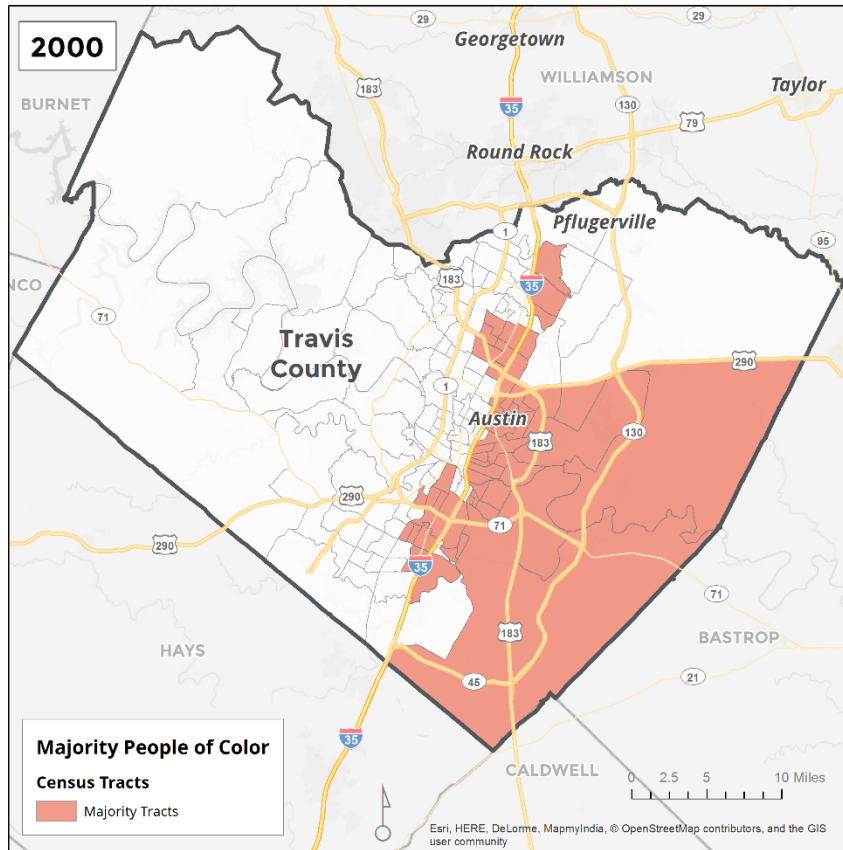 2000
29
29
Georgetown
WILLIAMSON
Taylor
BURNET
183
130
35
79
Round Rock
Pflugerville
1
95
NCO
183
35
71
Travis
County
290
1
Austin
183
130
290
71
290
35
71
183
HAYS
BASTROP
45
21
35
Majority People of Color
Census Tracts
Majority Tracts
CALDWELL
0 2.5 5 10 Miles
Esri, HERE, DeLorme, MapmyIndia, © OpenStreetMap contributors, and the GIS
user community